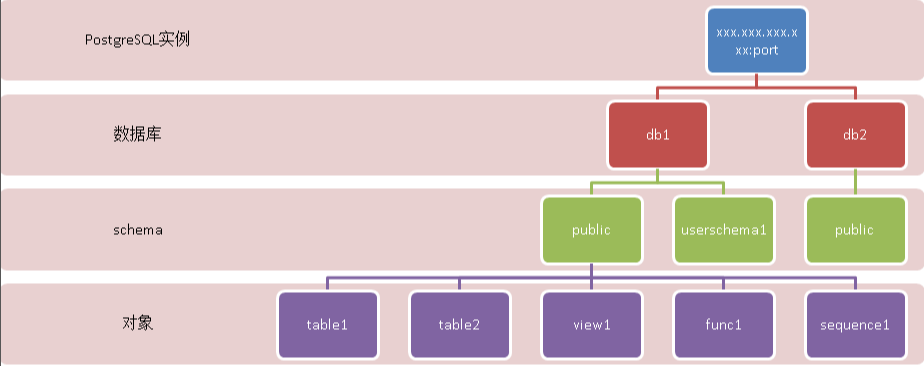 PostgreSQL实例
xxx.xxx.xxx.x
xx:port
数据库
db1
db2
schema
public
userschema1
public
对象
table1
table2
view1
func1
sequence1